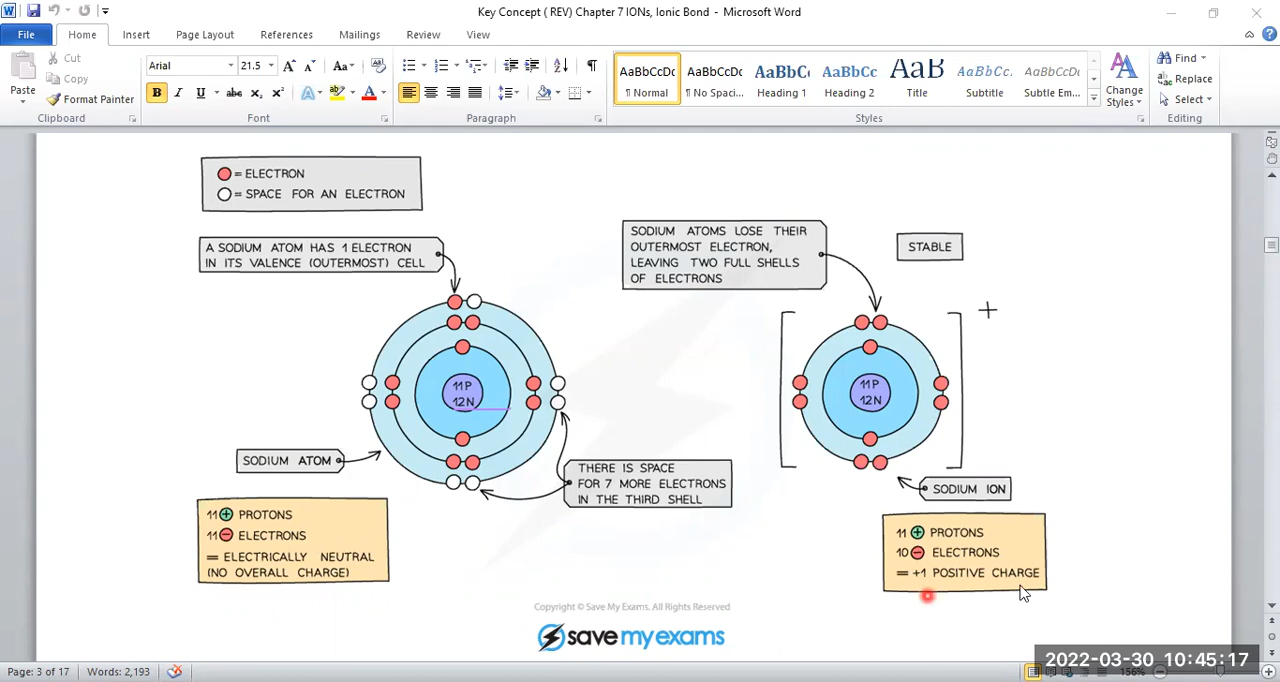 Key Concept ( REV) Chapter 7 IONs, Ionic Bond - Microsoft Word
File Home Insert Page Layout References Mailings Review View
Paste
Cut
Copy
Format Painter
Clipboard
Arial 21.5
Font
Paragraph
AaBbCcDc AaBbCcDc AaBbCc AaBbCc AaB AaBbCc. AaBbCcDc
¶ Normal ¶ No Spaci... Heading 1 Heading 2 Title Subtitle Subtle Em...
Styles
Change
Styles
Find
Replace
Select
Editing
= ELECTRON
= SPACE FOR AN ELECTRON
A SODIUM ATOM HAS 1 ELECTRON
IN ITS VALENCE (OUTERMOST) CELL
SODIUM ATOMS LOSE THEIR
OUTERMOST ELECTRON,
LEAVING TWO FULL SHELLS
OF ELECTRONS
STABLE
+
11P
12N
11P
12N
SODIUM ATOM
THERE IS SPACE
FOR 7 MORE ELECTRONS
IN THE THIRD SHELL
SODIUM ION
11 + PROTONS
11 − ELECTRONS
= ELECTRICALLY NEUTRAL
(NO OVERALL CHARGE)
11 + PROTONS
10 − ELECTRONS
= +1 POSITIVE CHARGE
Copyright © Save My Exams. All Rights Reserved
save my exams
Page: 3 of 17 Words: 2,193
156%
2022-03-30 10:45:17